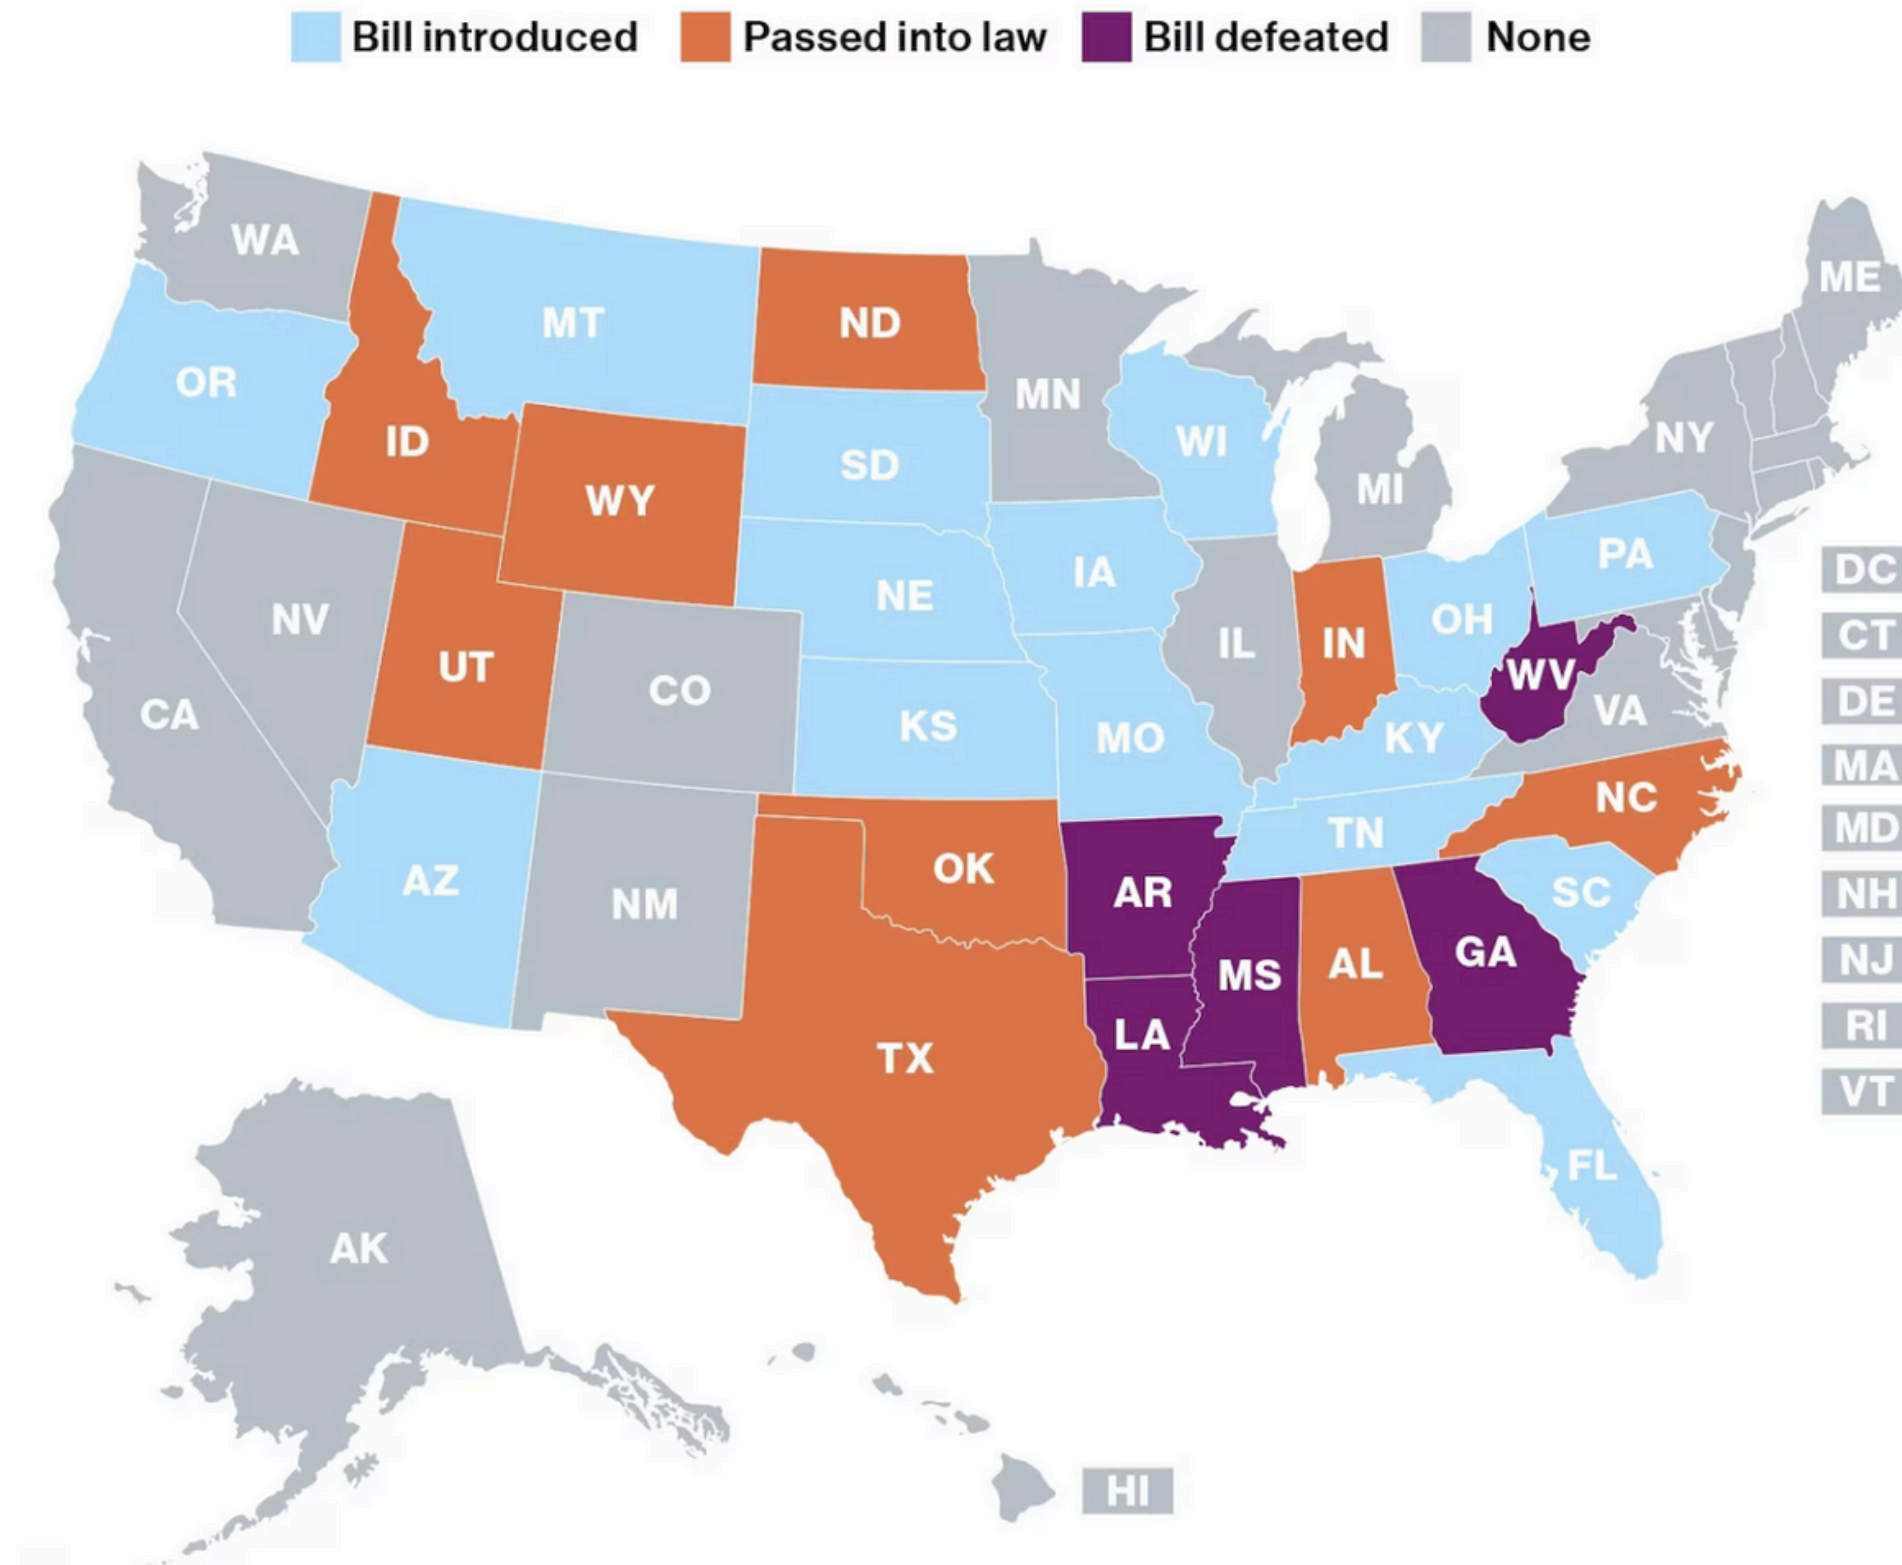 Bill introduced Passed into law Bill defeated None
WA
ME
MT
ND
OR
MN
NY
ID
WI
SD
MI
WY
PA
DC
IA
NE
OH
NV
CT
IL
IN
UT
WV
CO
DE
VA
CA
KS
MO
KY
MA
NC
MD
TN
OK
AZ
AR
SC
NH
NM
GA
NJ
AL
MS
RI
LA
TX
VT
FL
AK
HI